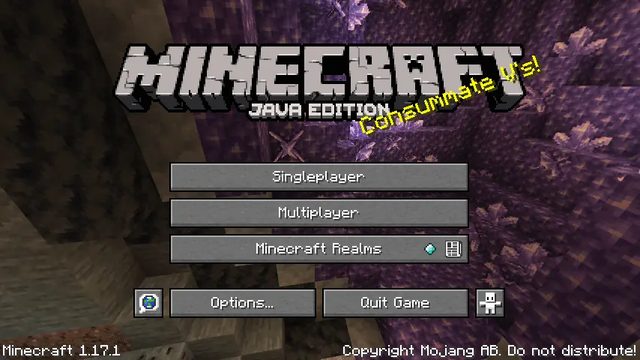 MINECRAFT
JAVA EDITION
Consummate V's!
Singleplayer
Multiplayer
Minecraft Realms
Options...
Quit Game
Minecraft 1.17.1
Copyright Mojang AB. Do not distribute!